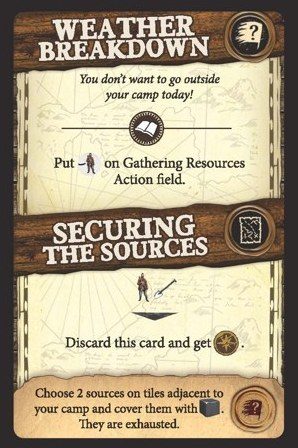 WEATHER
BREAKDOWN
You don't want to go outside
your camp today!
Put on Gathering Resources
Action field.
SECURING
THE SOURCES
Discard this card and get .
Choose 2 sources on tiles adjacent to
your camp and cover them with .
They are exhausted.